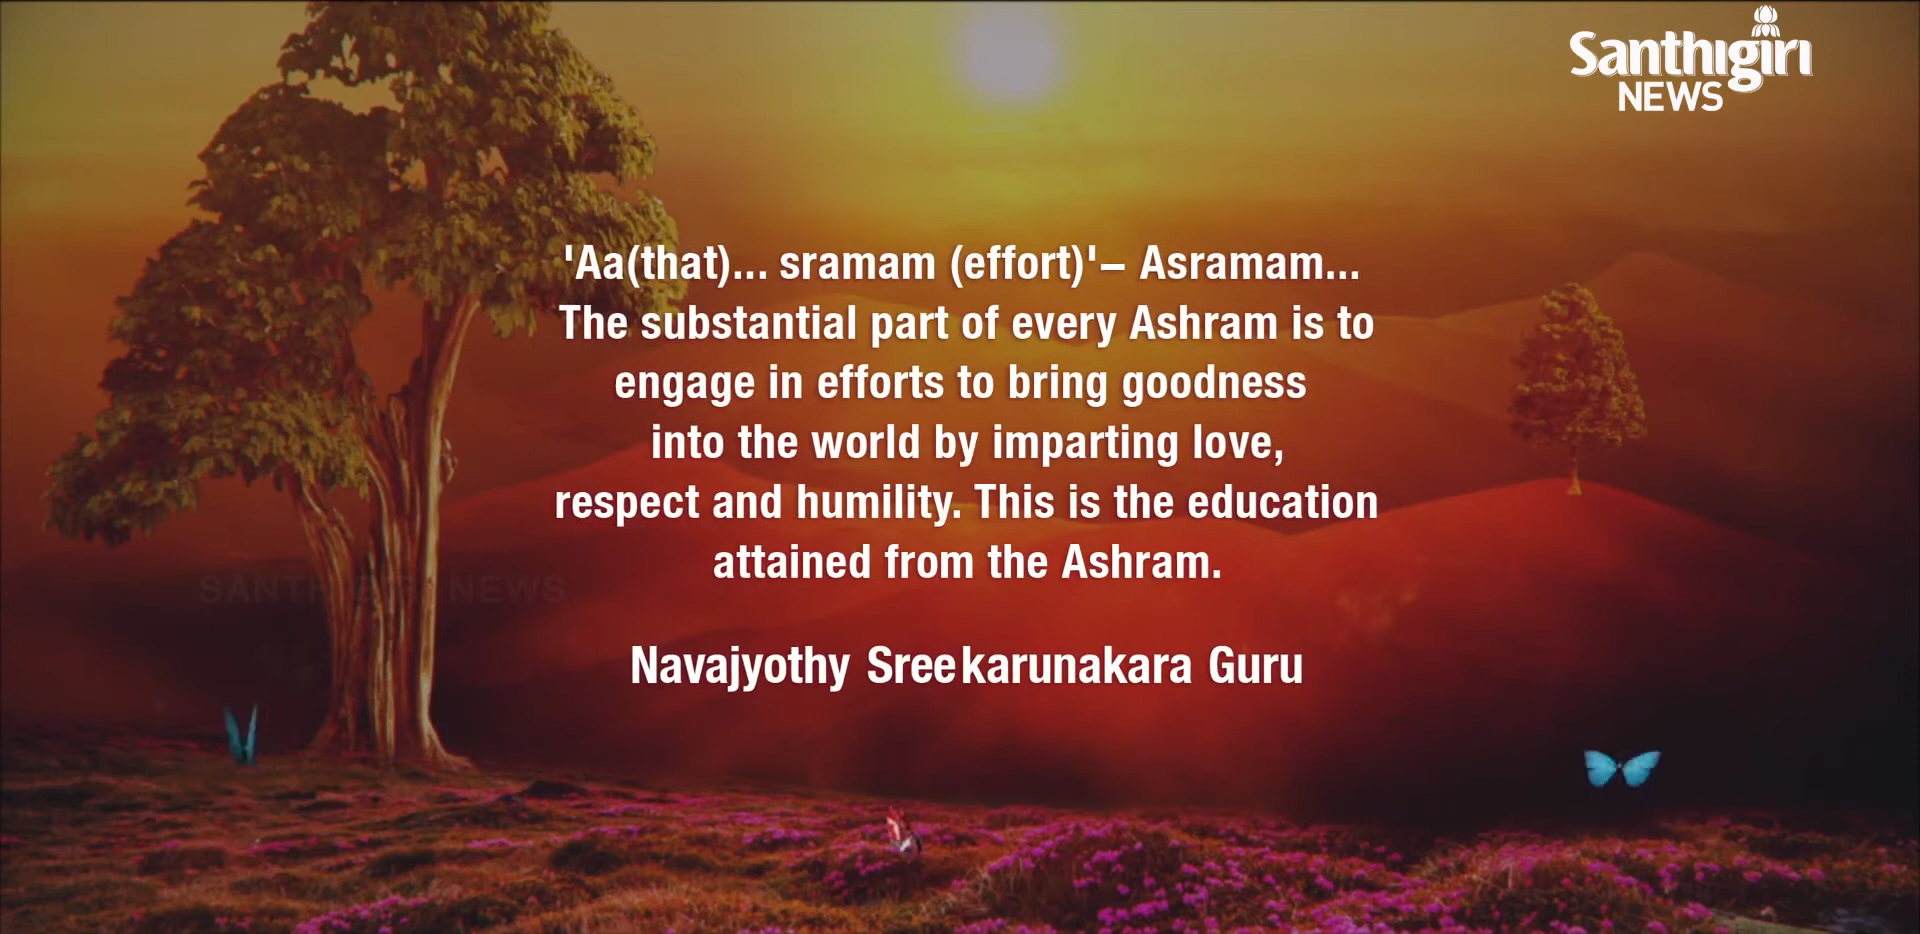 Santhigiri
NEWS
'Aa(that)... sramam (effort)'– Asramam...
The substantial part of every Ashram is to
engage in efforts to bring goodness
into the world by imparting love,
respect and humility. This is the education
attained from the Ashram.
SANTHIGIRI NEWS
Navajyothy Sreekarunakara Guru